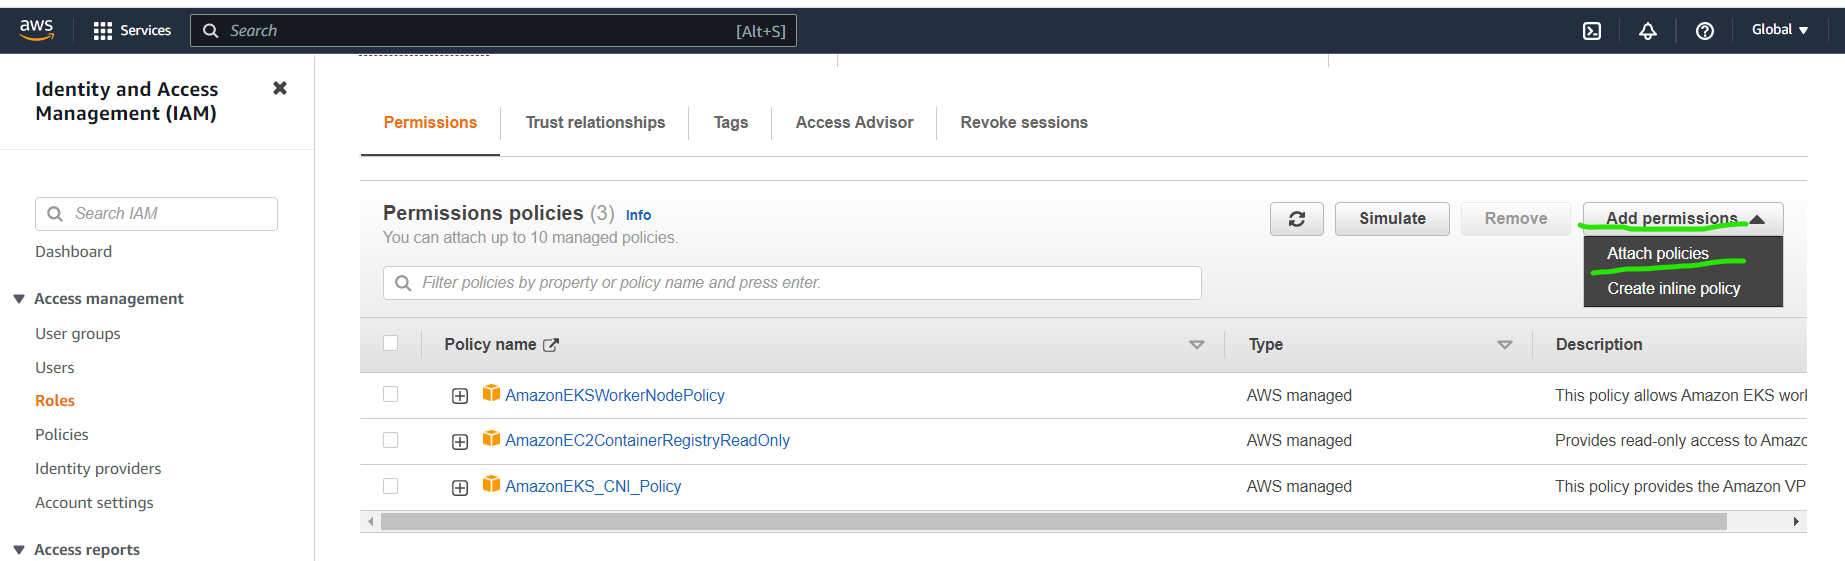 aws Services Search [Alt+S] Global
Identity and Access
Management (IAM)
Search IAM
Dashboard
Access management
User groups
Users
Roles
Policies
Identity providers
Account settings
Access reports
Permissions Trust relationships Tags Access Advisor Revoke sessions
Permissions policies (3) Info
You can attach up to 10 managed policies.
Simulate Remove Add permissions
Attach policies
Create inline policy
Filter policies by property or policy name and press enter.
Policy name Type Description
AmazonEKSWorkerNodePolicy AWS managed This policy allows Amazon EKS
AmazonEC2ContainerRegistryReadOnly AWS managed Provides read-only access to
AmazonEKS_CNI_Policy AWS managed This policy provides the Amazon VP